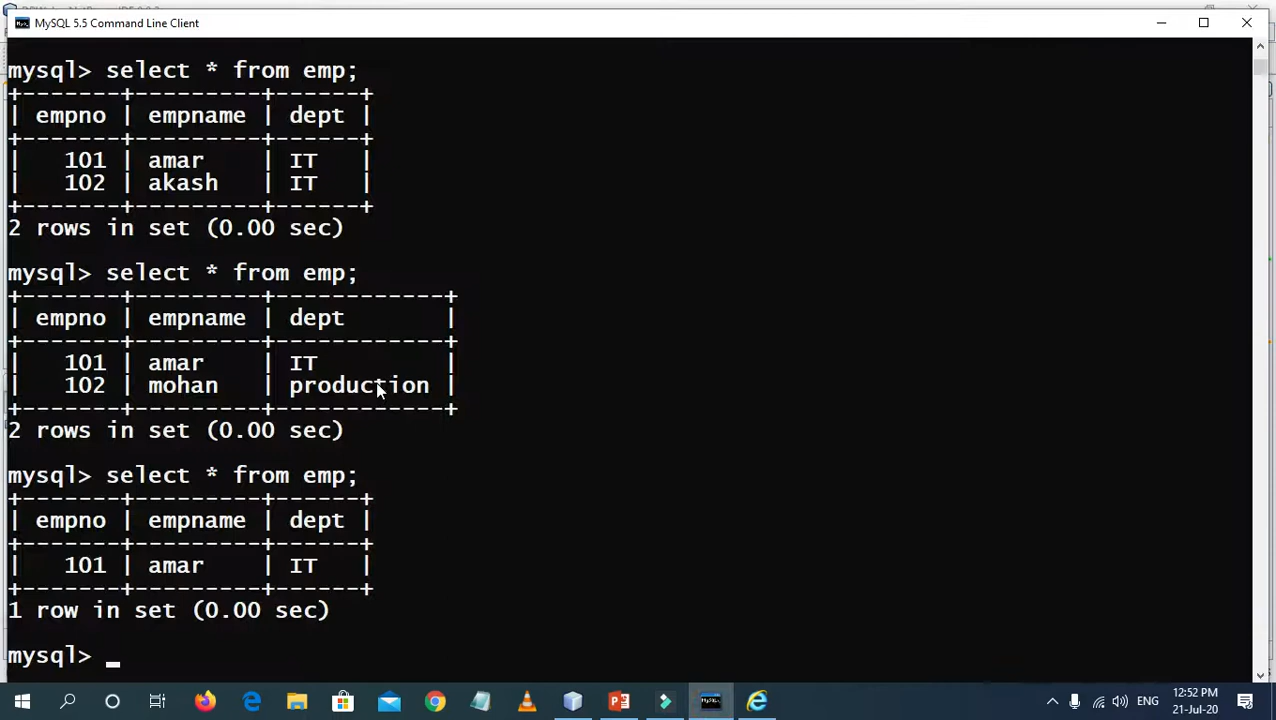 MySQL 5.5 Command Line Client
mysql> select * from emp;
+-------+---------+------+
| empno | empname | dept |
+-------+---------+------+
|   101 | amar    | IT   |
|   102 | akash   | IT   |
+-------+---------+------+
2 rows in set (0.00 sec)
mysql> select * from emp;
+-------+---------+------------+
| empno | empname | dept       |
+-------+---------+------------+
|   101 | amar    | IT         |
|   102 | mohan   | production |
+-------+---------+------------+
2 rows in set (0.00 sec)
mysql> select * from emp;
+-------+---------+------+
| empno | empname | dept |
+-------+---------+------+
|   101 | amar    | IT   |
+-------+---------+------+
1 row in set (0.00 sec)
mysql> _
12:52 PM
ENG
21-Jul-20